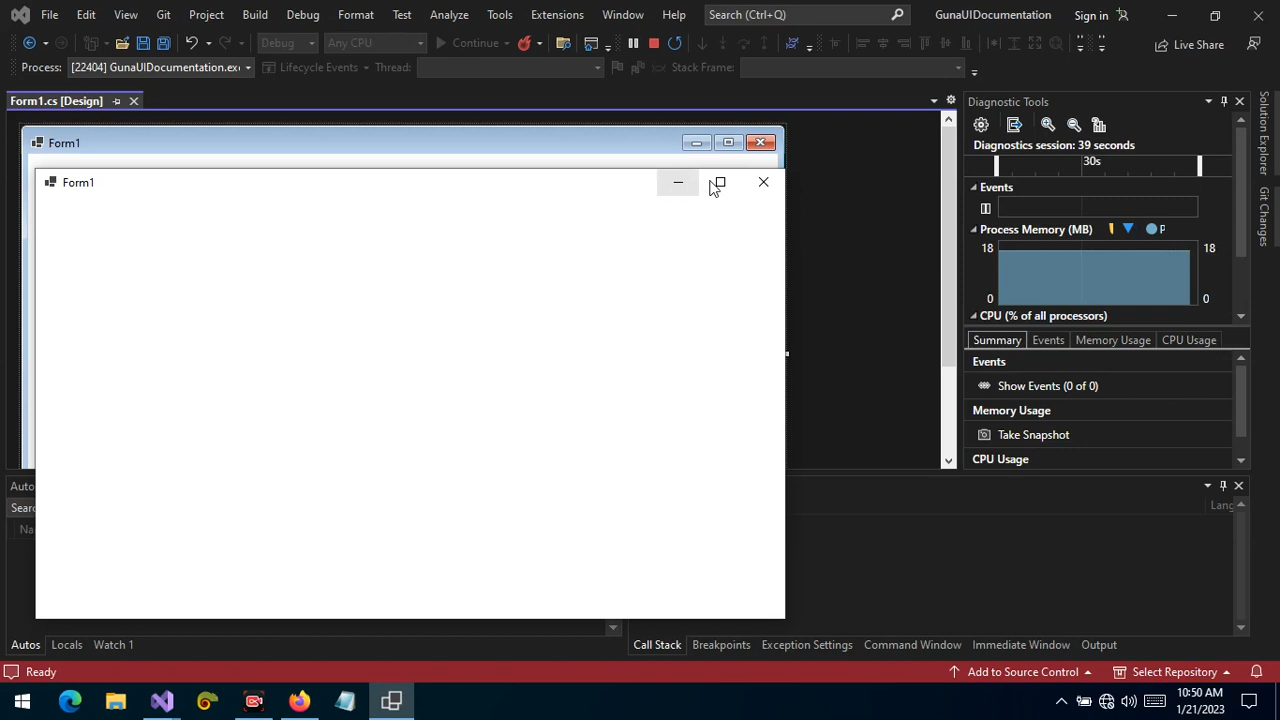 File Edit View Git Project Build Debug Format Test Analyze Tools Extensions Window Help Search (Ctrl+Q) GunaUIDocumentation Sign in
Debug Any CPU Continue Live Share
Process: [22404] GunaUIDocumentation.exe Lifecycle Events Thread: Stack Frame:
Form1.cs [Design]
Diagnostic Tools
Form1
Diagnostics session: 39 seconds
30s
Form1
Events
Process Memory (MB) P
18 18
0 0
CPU (% of all processors)
Summary Events Memory Usage CPU Usage
Events
Show Events (0 of 0)
Memory Usage
Take Snapshot
CPU Usage
Auto
Sear
Lang
Na
Autos Locals Watch 1 Call Stack Breakpoints Exception Settings Command Window Immediate Window Output
Ready Add to Source Control Select Repository
10:50 AM
1/21/2023
Solution Explorer
Git Changes